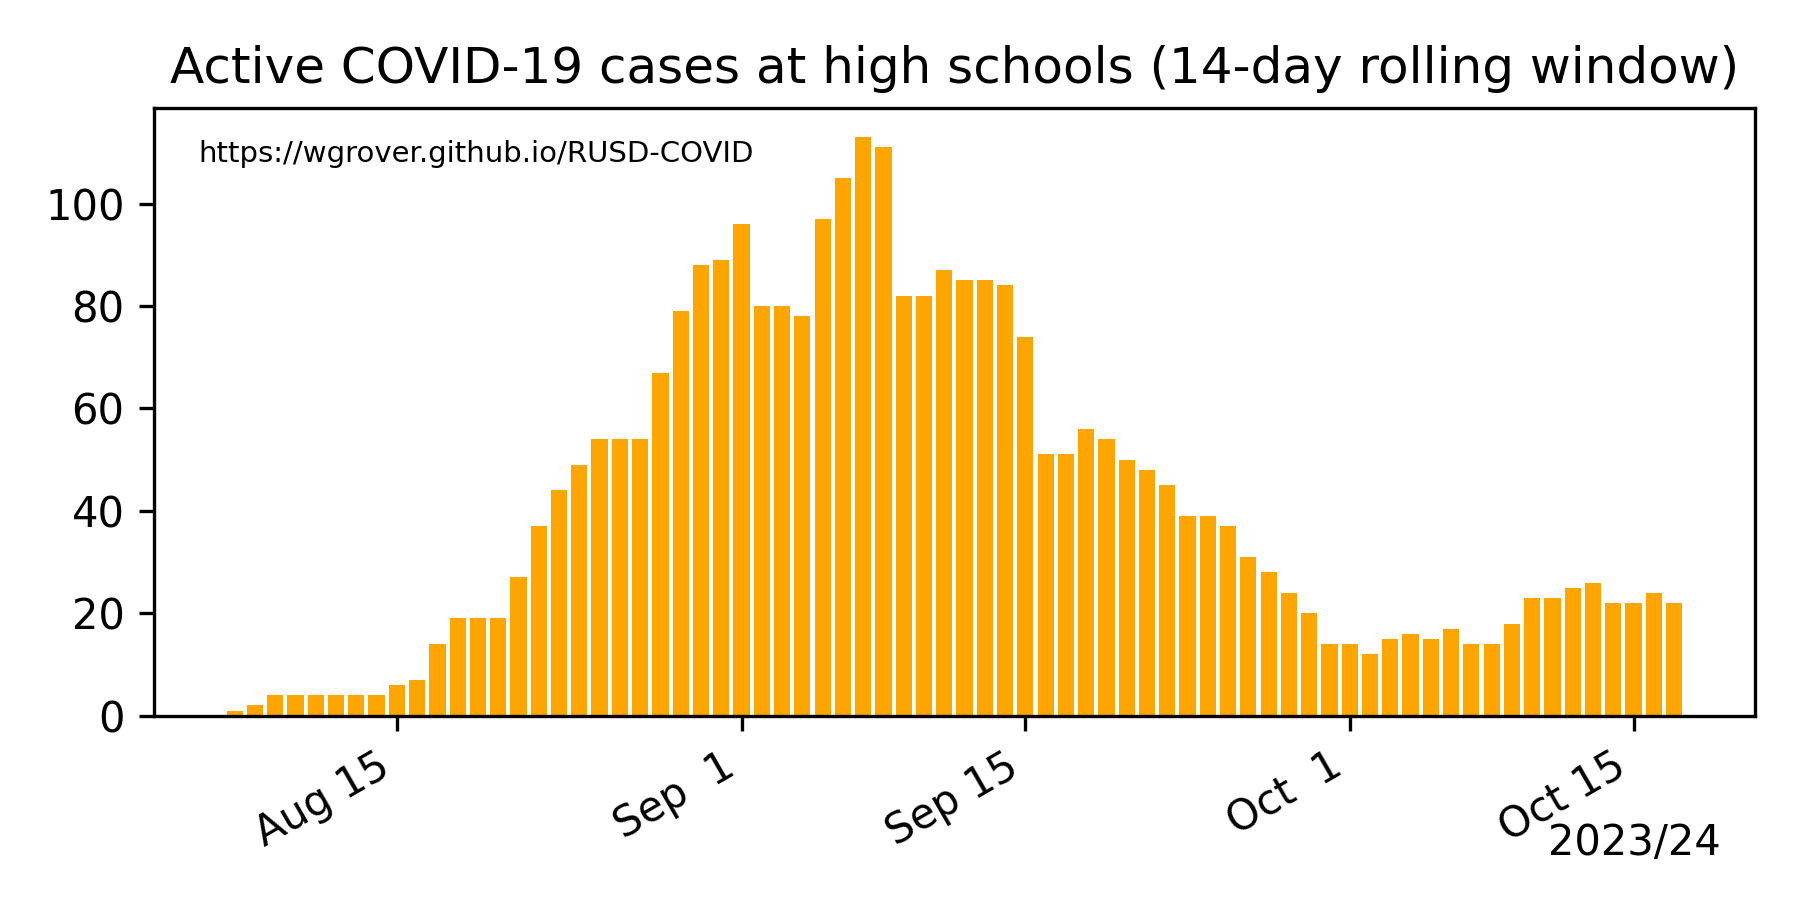 Active COVID-19 cases at high schools (14-day rolling window)
https://wgrover.github.io/RUSD-COVID
100
80
60
40
20
0
Aug 15
Sep  1
Sep 15
Oct  1
Oct 15
2023/24